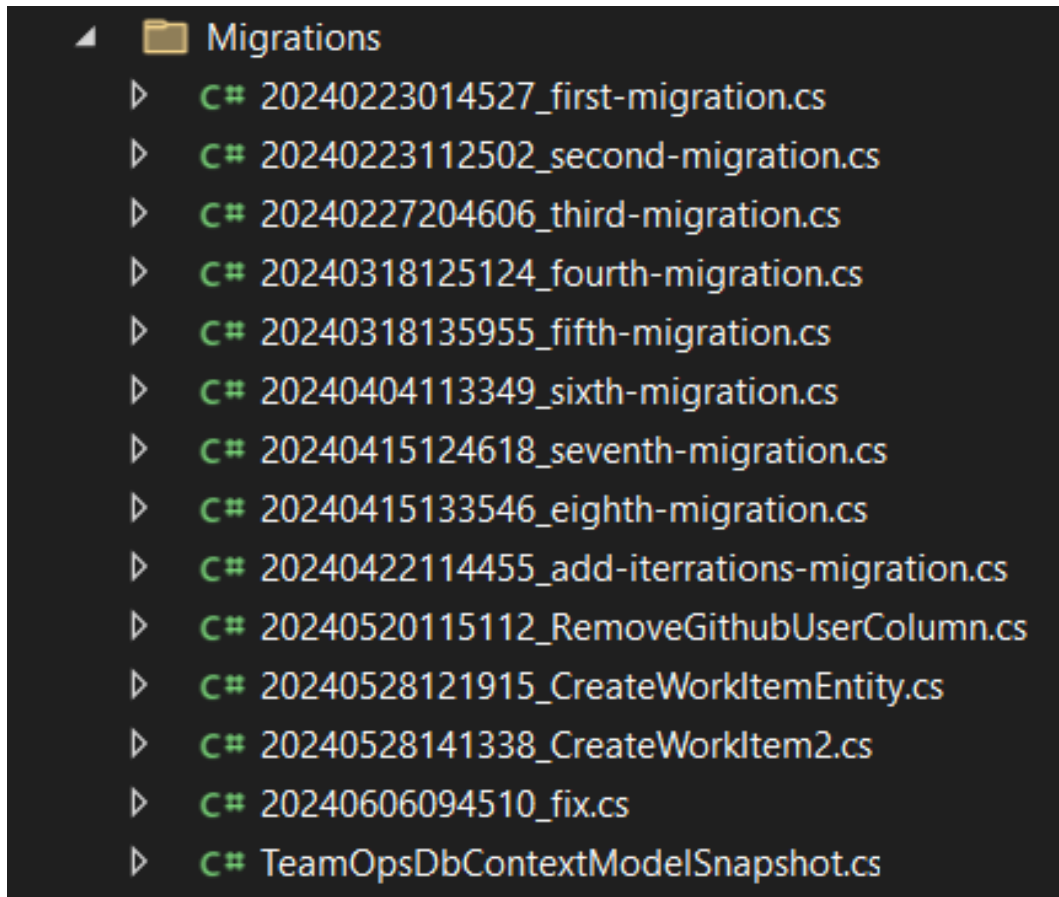 Migrations
C# 20240223014527_first-migration.cs
C# 20240223112502_second-migration.cs
C# 20240227204606_third-migration.cs
C# 20240318125124_fourth-migration.cs
C# 20240318135955_fifth-migration.cs
C# 20240404113349_sixth-migration.cs
C# 20240415124618_seventh-migration.cs
C# 20240415133546_eighth-migration.cs
C# 20240422114455_add-iterrations-migration.cs
C# 20240520115112_RemoveGithubUserColumn.cs
C# 20240528121915_CreateWorkItemEntity.cs
C# 20240528141338_CreateWorkItem2.cs
C# 20240606094510_fix.cs
C# TeamOpsDbContextModelSnapshot.cs